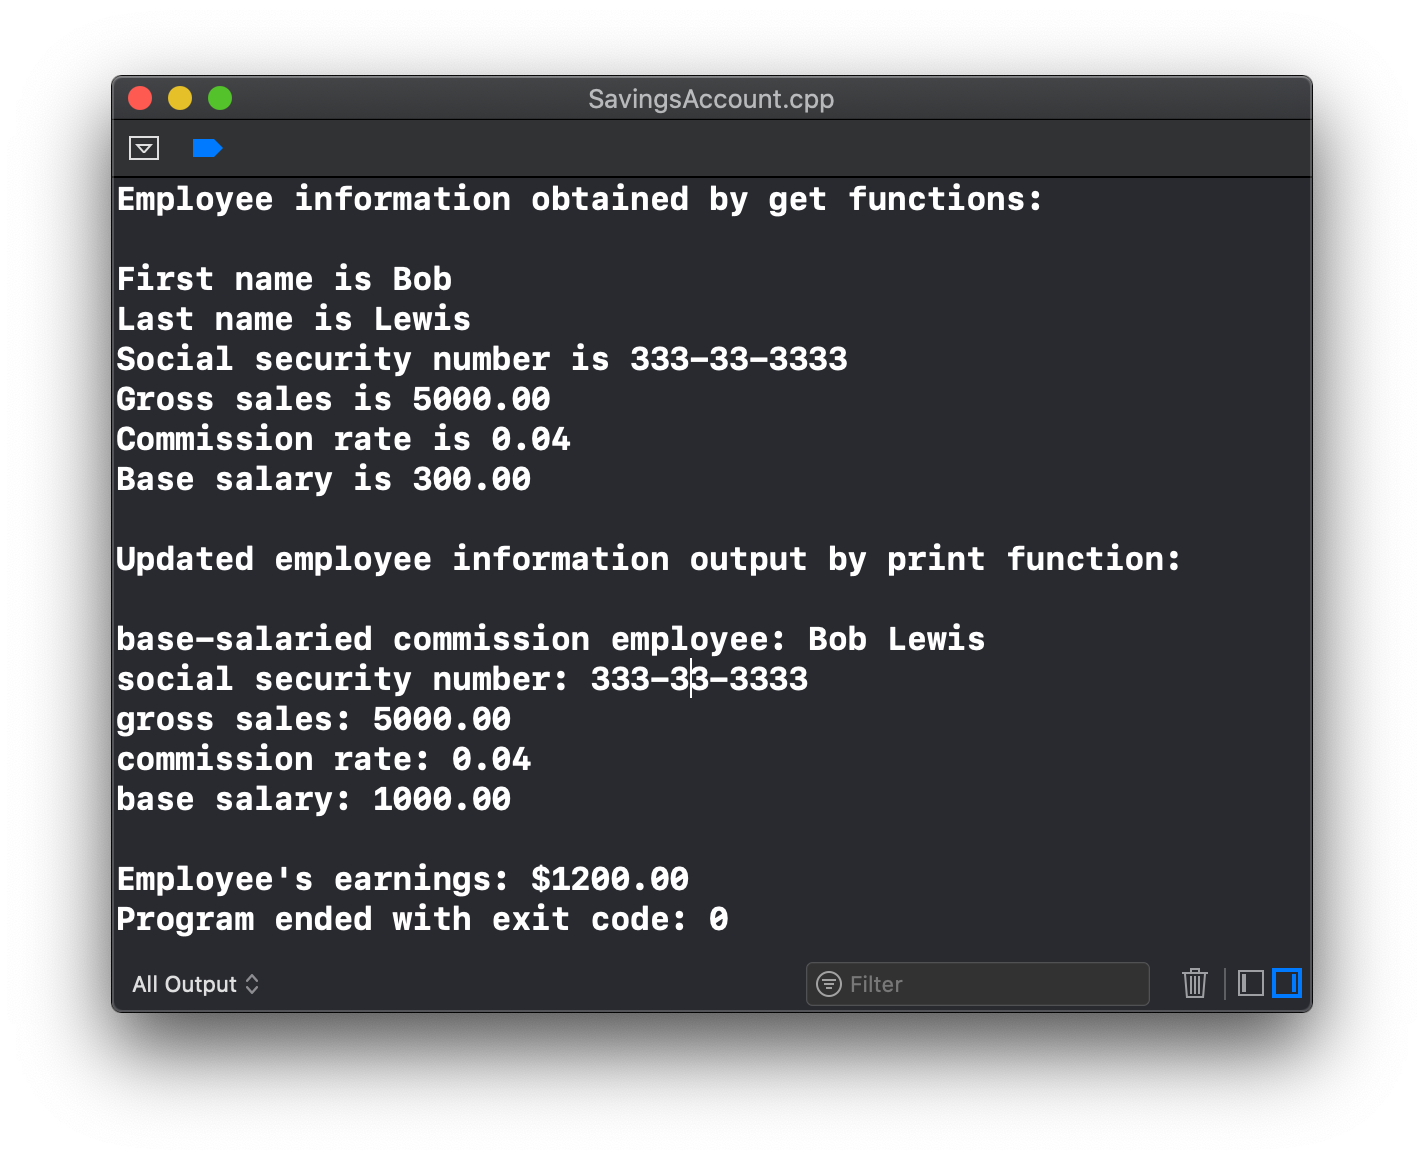 SavingsAccount.cpp
Employee information obtained by get functions:
First name is Bob
Last name is Lewis
Social security number is 333-33-3333
Gross sales is 5000.00
Commission rate is 0.04
Base salary is 300.00
Updated employee information output by print function:
base-salaried commission employee: Bob Lewis
social security number: 333-33-3333
gross sales: 5000.00
commission rate: 0.04
base salary: 1000.00
Employee's earnings: $1200.00
Program ended with exit code: 0
All Output Filter